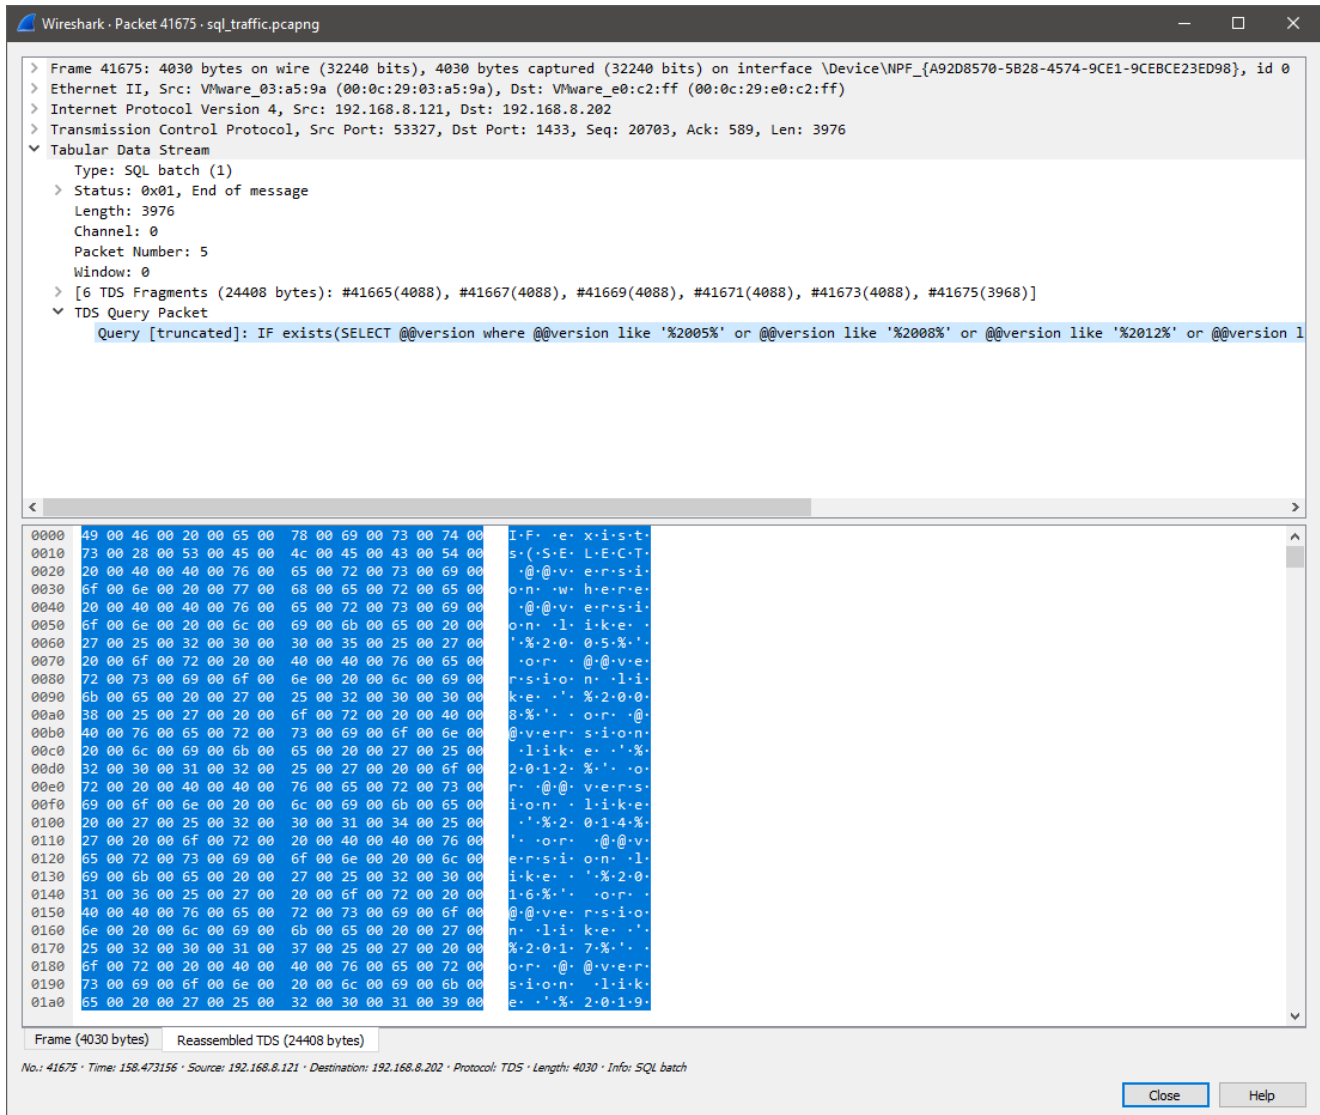 Wireshark · Packet 41675 · sql_traffic.pcapng
Frame 41675: 4030 bytes on wire (32240 bits), 4030 bytes captured (32240 bits) on interface \Device\NPF_{A92D8570-5B28-4574-9CE1-9CEBCE23ED98}, id 0
Ethernet II, Src: VMware_03:a5:9a (00:0c:29:03:a5:9a), Dst: VMware_e0:c2:ff (00:0c:29:e0:c2:ff)
Internet Protocol Version 4, Src: 192.168.8.121, Dst: 192.168.8.202
Transmission Control Protocol, Src Port: 53327, Dst Port: 1433, Seq: 20703, Ack: 589, Len: 3976
Tabular Data Stream
Type: SQL batch (1)
Status: 0x01, End of message
Length: 3976
Channel: 0
Packet Number: 5
Window: 0
[6 TDS Fragments (24408 bytes): #41665(4088), #41667(4088), #41669(4088), #41671(4088), #41673(4088), #41675(3968)]
TDS Query Packet
Query [truncated]: IF exists(SELECT @@version where @@version like '%2005%' or @@version like '%2008%' or @@version like '%2012%' or @@version l
0000 49 00 46 00 20 00 65 00 78 00 69 00 73 00 74 00 I·F· ·e· x·i·s·t·
0010 73 00 28 00 53 00 45 00 4c 00 45 00 43 00 54 00 s·(·S·E· L·E·C·T·
0020 20 00 40 00 40 00 76 00 65 00 72 00 73 00 69 00  ·@·@·v· e·r·s·i·
0030 6f 00 6e 00 20 00 77 00 68 00 65 00 72 00 65 00 o·n· ·w· h·e·r·e·
0040 20 00 40 00 40 00 76 00 65 00 72 00 73 00 69 00  ·@·@·v· e·r·s·i·
0050 6f 00 6e 00 20 00 6c 00 69 00 6b 00 65 00 20 00 o·n· ·l· i·k·e· ·
0060 27 00 25 00 32 00 30 00 30 00 35 00 25 00 27 00 '·%·2·0· 0·5·%·'·
0070 20 00 6f 00 72 00 20 00 40 00 40 00 76 00 65 00  ·o·r· · @·@·v·e·
0080 72 00 73 00 69 00 6f 00 6e 00 20 00 6c 00 69 00 r·s·i·o· n· ·l·i·
0090 6b 00 65 00 20 00 27 00 25 00 32 00 30 00 30 00 k·e· ·'· %·2·0·0·
00a0 38 00 25 00 27 00 20 00 6f 00 72 00 20 00 40 00 8·%·'· · o·r· ·@·
00b0 40 00 76 00 65 00 72 00 73 00 69 00 6f 00 6e 00 @·v·e·r· s·i·o·n·
00c0 20 00 6c 00 69 00 6b 00 65 00 20 00 27 00 25 00  ·l·i·k· e· ·'·%·
00d0 32 00 30 00 31 00 32 00 25 00 27 00 20 00 6f 00 2·0·1·2· %·'· ·o·
00e0 72 00 20 00 40 00 40 00 76 00 65 00 72 00 73 00 r· ·@·@· v·e·r·s·
00f0 69 00 6f 00 6e 00 20 00 6c 00 69 00 6b 00 65 00 i·o·n· · l·i·k·e·
0100 20 00 27 00 25 00 32 00 30 00 31 00 34 00 25 00  ·'·%·2· 0·1·4·%·
0110 27 00 20 00 6f 00 72 00 20 00 40 00 40 00 76 00 '· ·o·r·  ·@·@·v·
0120 65 00 72 00 73 00 69 00 6f 00 6e 00 20 00 6c 00 e·r·s·i· o·n· ·l·
0130 69 00 6b 00 65 00 20 00 27 00 25 00 32 00 30 00 i·k·e· · '·%·2·0·
0140 31 00 36 00 25 00 27 00 20 00 6f 00 72 00 20 00 1·6·%·'·  ·o·r· ·
0150 40 00 40 00 76 00 65 00 72 00 73 00 69 00 6f 00 @·@·v·e· r·s·i·o·
0160 6e 00 20 00 6c 00 69 00 6b 00 65 00 20 00 27 00 n· ·l·i· k·e· ·'·
0170 25 00 32 00 30 00 31 00 37 00 25 00 27 00 20 00 %·2·0·1· 7·%·'· ·
0180 6f 00 72 00 20 00 40 00 40 00 76 00 65 00 72 00 o·r· ·@· @·v·e·r·
0190 73 00 69 00 6f 00 6e 00 20 00 6c 00 69 00 6b 00 s·i·o·n·  ·l·i·k·
01a0 65 00 20 00 27 00 25 00 32 00 30 00 31 00 39 00 e· ·'·%· 2·0·1·9·
Frame (4030 bytes) Reassembled TDS (24408 bytes)
No.: 41675 · Time: 158.473156 · Source: 192.168.8.121 · Destination: 192.168.8.202 · Protocol: TDS · Length: 4030 · Info: SQL batch
Close Help